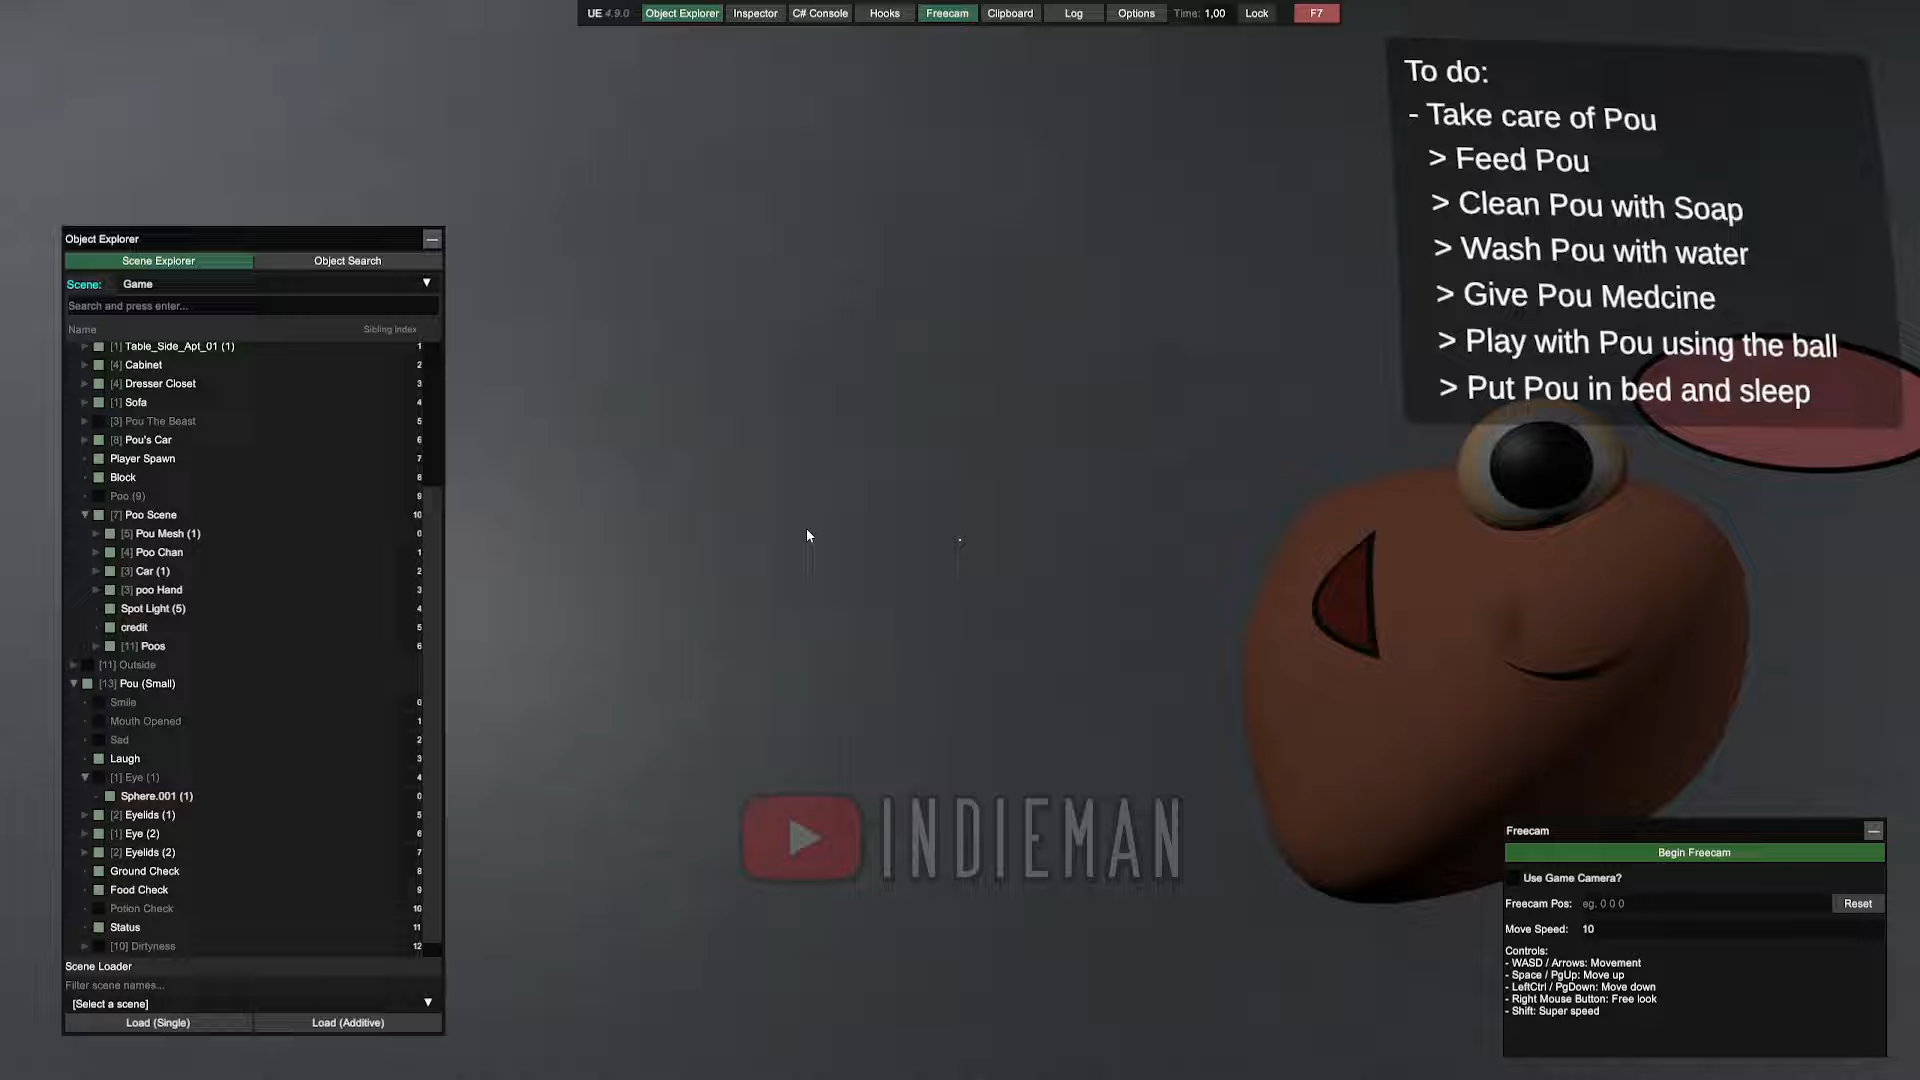 UE 4.9.0 Object Explorer Inspector C# Console Hooks Freecam Clipboard Log Options Time: 1,00 Lock F7
To do:
- Take care of Pou
> Feed Pou
> Clean Pou with Soap
> Wash Pou with water
> Give Pou Medcine
> Play with Pou using the ball
> Put Pou in bed and sleep
Object Explorer
Scene Explorer Object Search
Scene: Game
Search and press enter...
Name Sibling Index
[1] Table_Side_Apt_01 (1) 1
[4] Cabinet 2
[4] Dresser Closet 3
[1] Sofa 4
[3] Pou The Beast 5
[8] Pou's Car 6
Player Spawn 7
Block 8
Poo (9) 9
[7] Poo Scene 10
[5] Pou Mesh (1) 0
[4] Poo Chan 1
[3] Car (1) 2
[3] poo Hand 3
Spot Light (5) 4
credit 5
[11] Poos 6
[11] Outside
[13] Pou (Small)
Smile 0
Mouth Opened 1
Sad 2
Laugh 3
[1] Eye (1) 4
Sphere.001 (1) 0
[2] Eyelids (1) 5
[1] Eye (2) 6
[2] Eyelids (2) 7
Ground Check 8
Food Check 9
Potion Check 10
Status 11
[10] Dirtyness 12
Scene Loader
Filter scene names...
[Select a scene]
Load (Single) Load (Additive)
INDIEMAN
Freecam
Begin Freecam
Use Game Camera?
Freecam Pos: eg. 0 0 0 Reset
Move Speed: 10
Controls:
- WASD / Arrows: Movement
- Space / PgUp: Move up
- LeftCtrl / PgDown: Move down
- Right Mouse Button: Free look
- Shift: Super speed